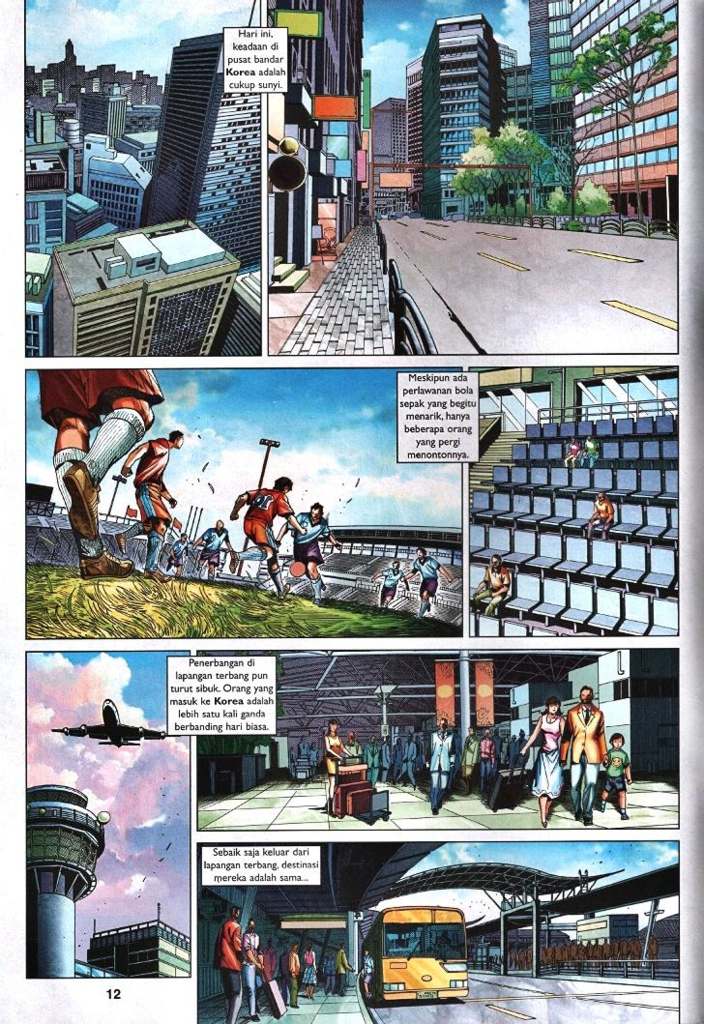 Hari ini,
keadaan di
pusat bandar
Korea adalah
cukup sunyi.
Meskipun ada
perlawanan bola
sepak yang begitu
menarik, hanya
beberapa orang
yang pergi
menontonnya.
Penerbangan di
lapangan terbang pun
turut sibuk. Orang yang
masuk ke Korea adalah
lebih satu kali ganda
berbanding hari biasa.
Sebaik saja keluar dari
lapangan terbang, destinasi
mereka adalah sama...
12